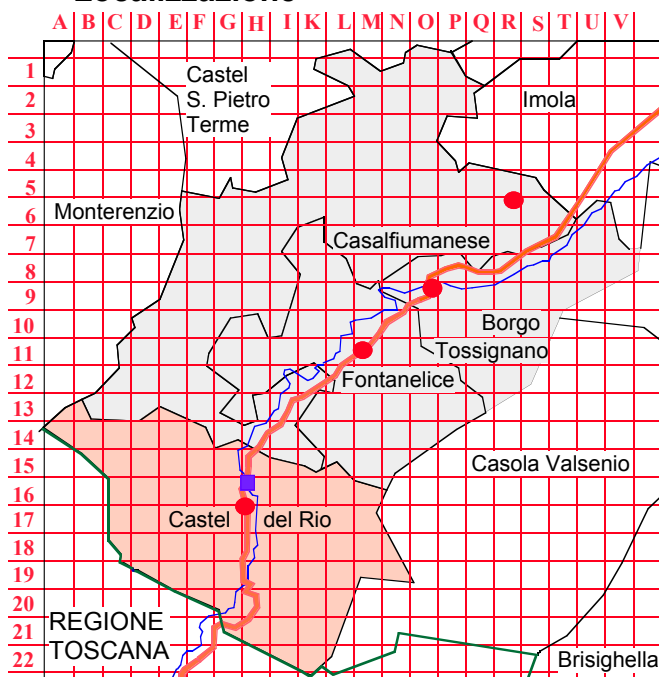 A B C D E F G H I K L M N O P Q R S T U V
1
Castel
2
S. Pietro
Imola
3
Terme
4
5
6
Monterenzio
7
Casalfiumanese
8
9
10
Borgo
11
Tossignano
12
Fontanelice
13
14
15
Casola Valsenio
16
17
Castel del Rio
18
19
20
REGIONE
21
TOSCANA
22
Brisighella